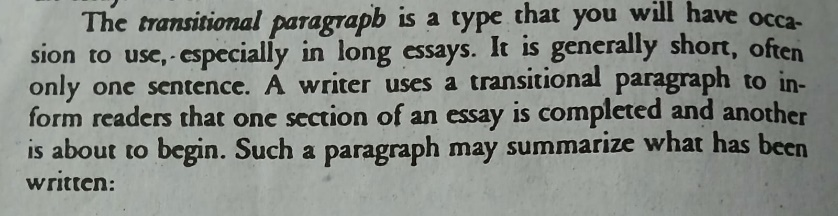 The transitional paragraph is a type that you will have occa-
sion to use, especially in long essays. It is generally short, often
only one sentence. A writer uses a transitional paragraph to in-
form readers that one section of an essay is completed and another
is about to begin. Such a paragraph may summarize what has been
written: